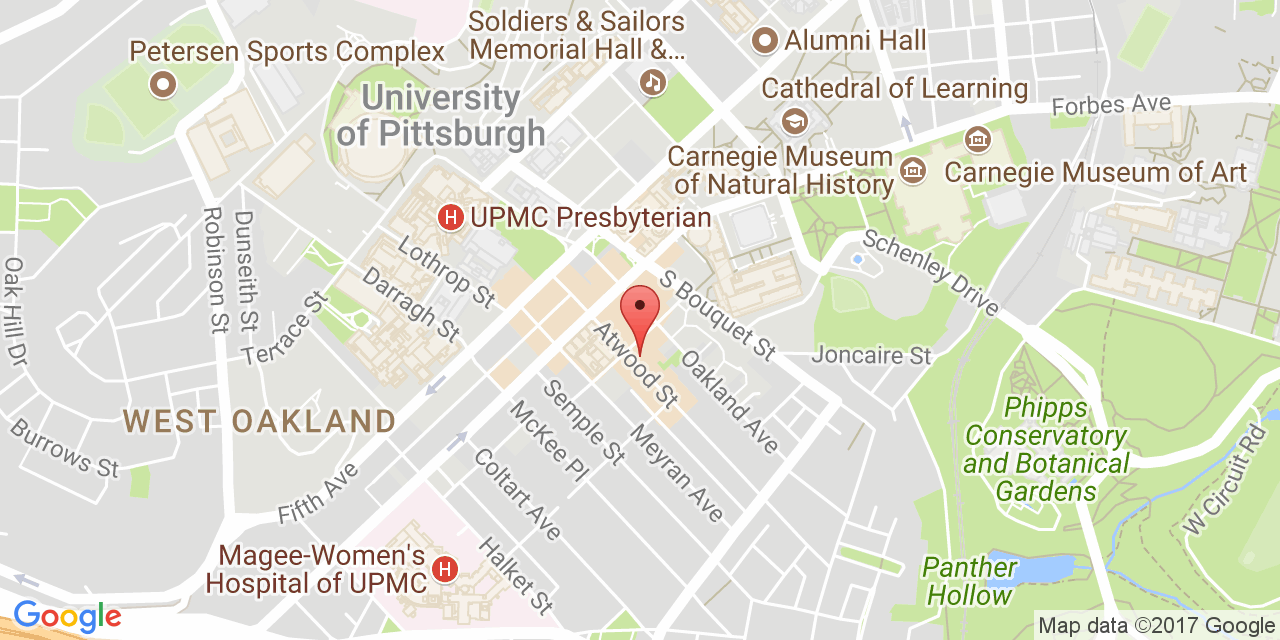 Soldiers & Sailors
Memorial Hall &...
Alumni Hall
Petersen Sports Complex
University
of Pittsburgh
Cathedral of Learning
Forbes Ave
Carnegie Museum
of Natural History
Carnegie Museum of Art
H UPMC Presbyterian
Robinson St
Dunseith St
Lothrop St
Darragh St
Terrace St
Oak Hill Dr
Schenley Drive
S Bouquet St
Joncaire St
Atwood St
Oakland Ave
WEST OAKLAND
Burrows St
Semple St
McKee Pl
Meyran Ave
Coltart Ave
Fifth Ave
Halket St
Phipps
Conservatory
and Botanical
Gardens
W Circuit Rd
Magee-Women's
Hospital of UPMC H
Panther
Hollow
Google
Map data ©2017 Google